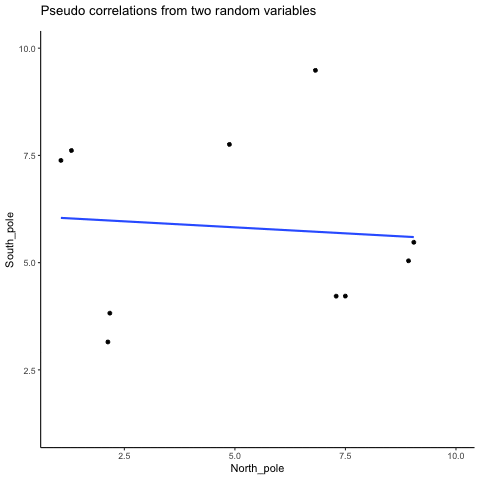 Pseudo correlations from two random variables
10.0
7.5
5.0
2.5
South_pole
2.5 5.0 7.5 10.0
North_pole